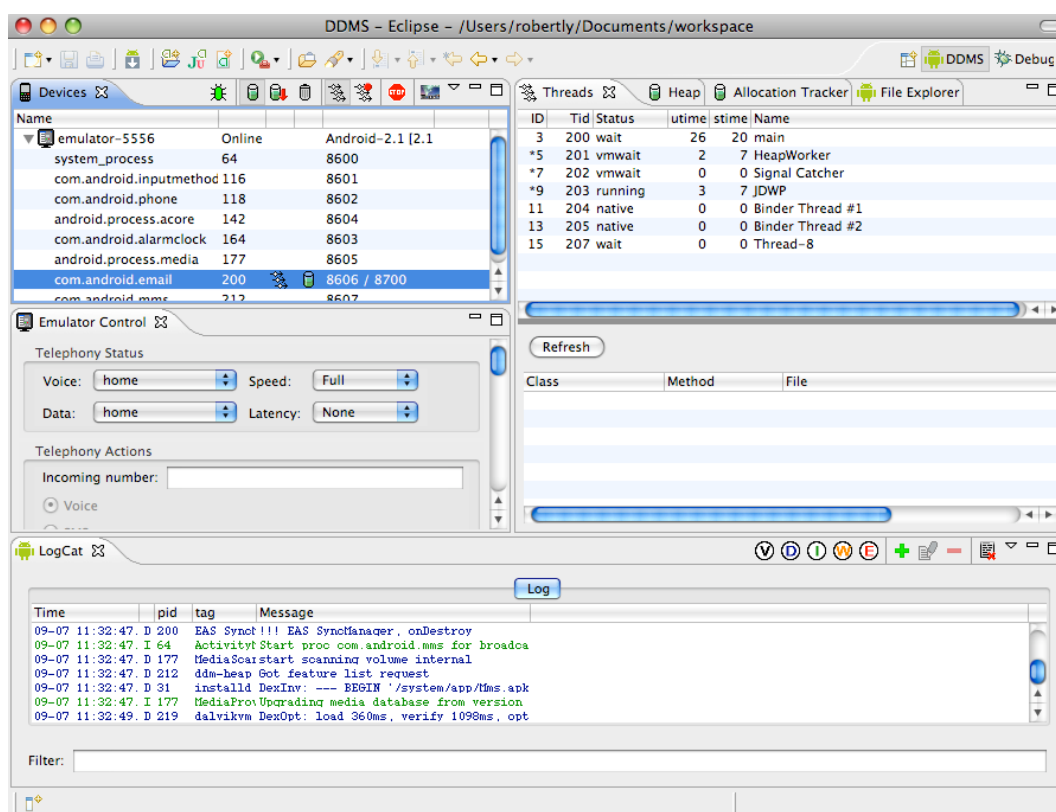 DDMS – Eclipse – /Users/robertly/Documents/workspace
DDMS Debug
Devices
Name
emulator-5556 Online Android-2.1 [2.1
system_process 64 8600
com.android.inputmethod 116 8601
com.android.phone 118 8602
android.process.acore 142 8604
com.android.alarmclock 164 8603
android.process.media 177 8605
com.android.email 200 8606 / 8700
com.android.mms 212 8607
Threads Heap Allocation Tracker File Explorer
ID Tid Status utime stime Name
3 200 wait 26 20 main
*5 201 vmwait 2 7 HeapWorker
*7 202 vmwait 0 0 Signal Catcher
*9 203 running 3 7 JDWP
11 204 native 0 0 Binder Thread #1
13 205 native 0 0 Binder Thread #2
15 207 wait 0 0 Thread-8
Emulator Control
Telephony Status
Voice: home Speed: Full
Data: home Latency: None
Telephony Actions
Incoming number:
Voice
Refresh
Class Method File
LogCat
V D I W E
Log
Time pid tag Message
09-07 11:32:47. D 200 EAS Sync !!! EAS SyncManager, onDestroy
09-07 11:32:47. I 64 Activity Start proc com.android.mms for broadca
09-07 11:32:47. D 177 MediaScar start scanning volume internal
09-07 11:32:47. D 212 ddm-heap Got feature list request
09-07 11:32:47. D 31 installd DexInv: --- BEGIN '/system/app/Mms.apk
09-07 11:32:47. I 177 MediaPro Upgrading media database from version
09-07 11:32:49. D 219 dalvikvm DexOpt: load 360ms, verify 1098ms, opt
Filter: